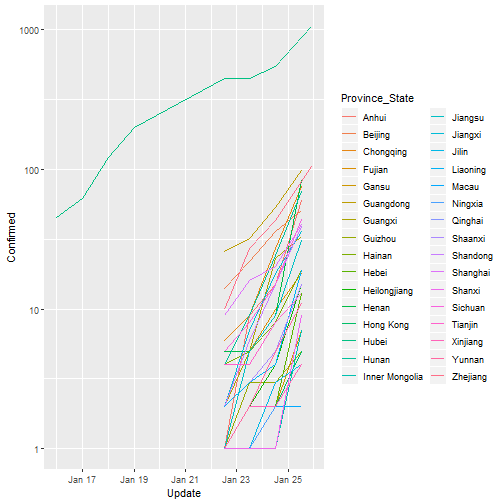 1000
100
10
1
Confirmed
Jan 17 Jan 19 Jan 21 Jan 23 Jan 25
Update
Province_State
Anhui Jiangsu
Beijing Jiangxi
Chongqing Jilin
Fujian Liaoning
Gansu Macau
Guangdong Ningxia
Guangxi Qinghai
Guizhou Shaanxi
Hainan Shandong
Hebei Shanghai
Heilongjiang Shanxi
Henan Sichuan
Hong Kong Tianjin
Hubei Xinjiang
Hunan Yunnan
Inner Mongolia Zhejiang